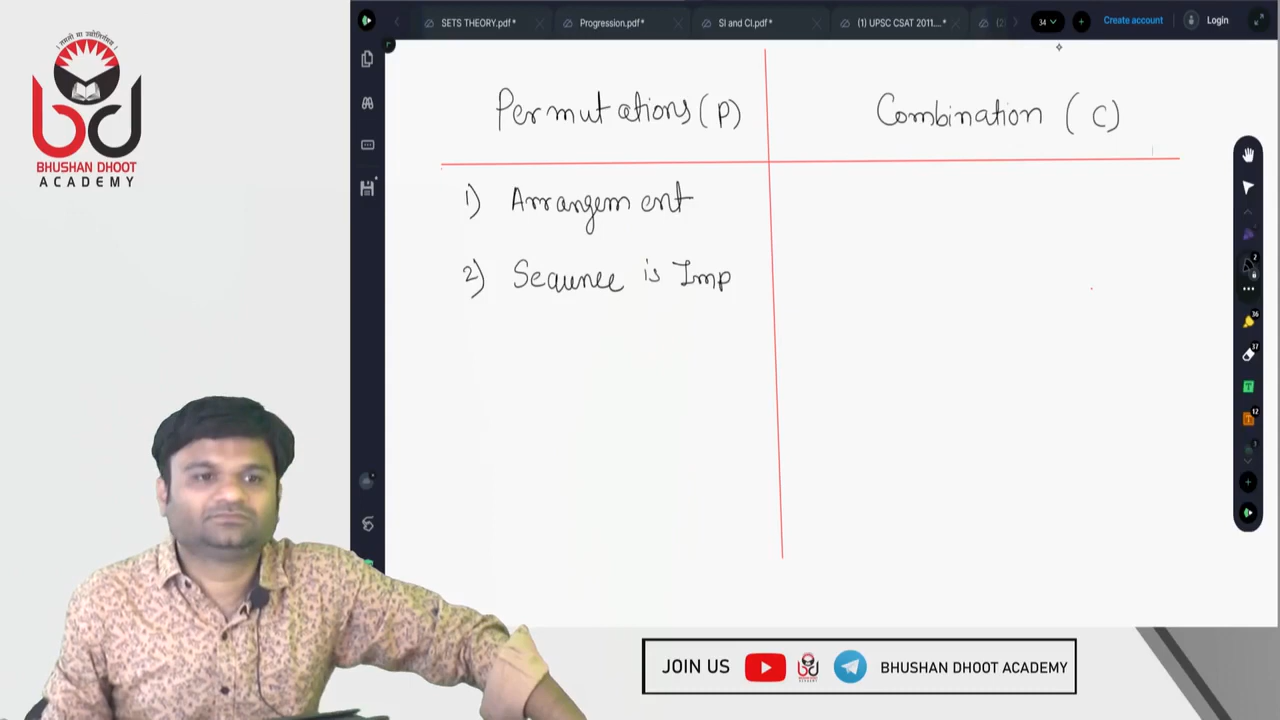 SETS THEORY.pdf*
Progression.pdf*
SI and CI.pdf*
(1) UPSC CSAT 2011....*
34
Create account
Login
BHUSHAN DHOOT
ACADEMY
Permutations (P)
Combination (C)
1) Arrangement
2) Sequnce is Imp
JOIN US
BHUSHAN DHOOT ACADEMY